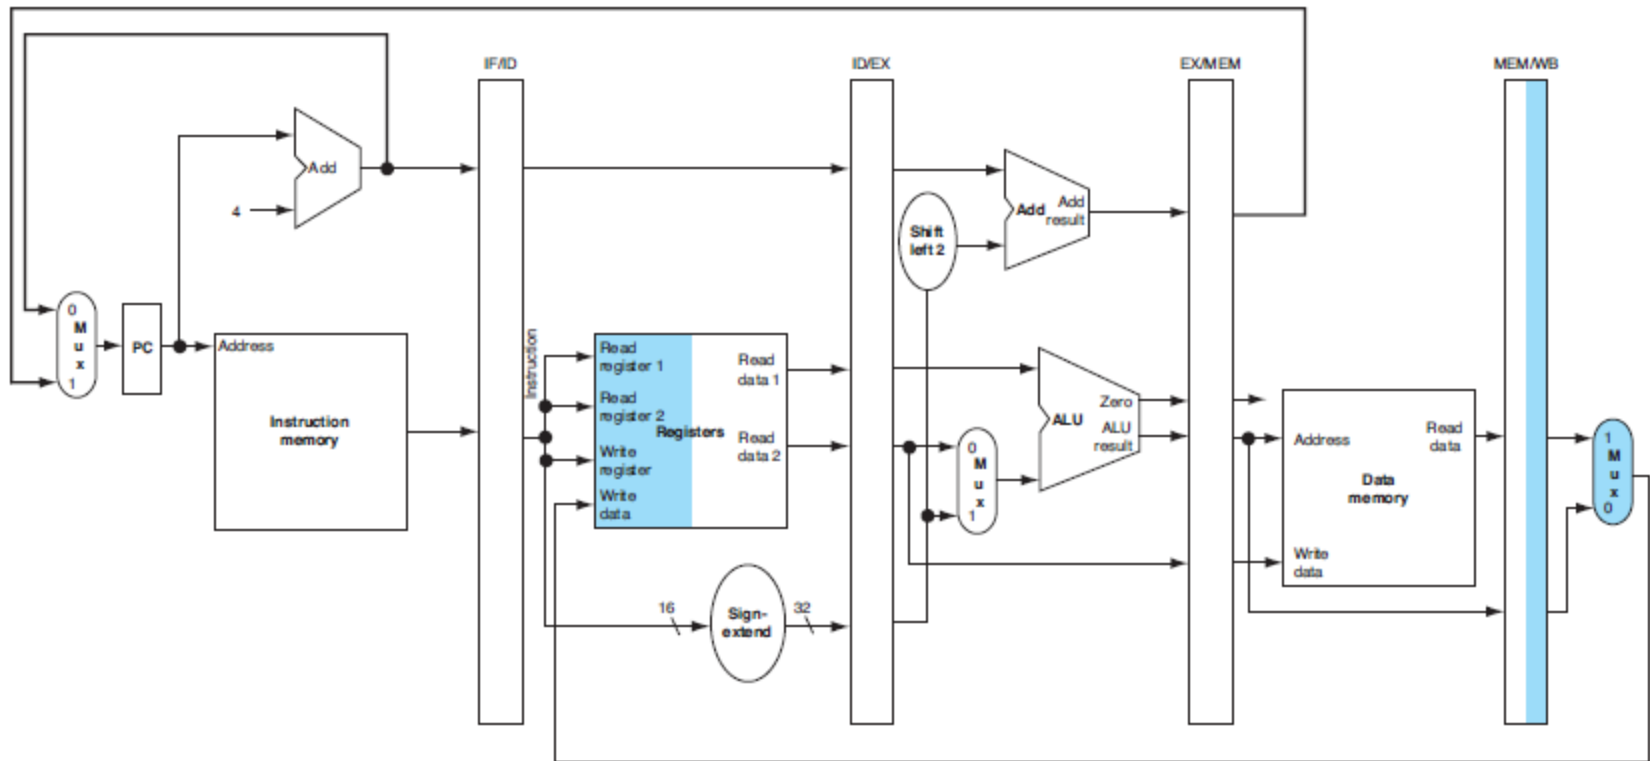 IF/ID
ID/EX
EX/MEM
MEM/WB
Add
4
Add
Add
result
Shift
left 2
0
M
u
x
1
PC
Address
Instruction
memory
Instruction
Read
register 1
Read
register 2
Registers
Write
register
Write
data
Read
data 1
Read
data 2
16
Sign-
extend
32
0
M
u
x
1
Zero
ALU
ALU
result
Address
Read
data
Data
memory
Write
data
1
M
u
x
0